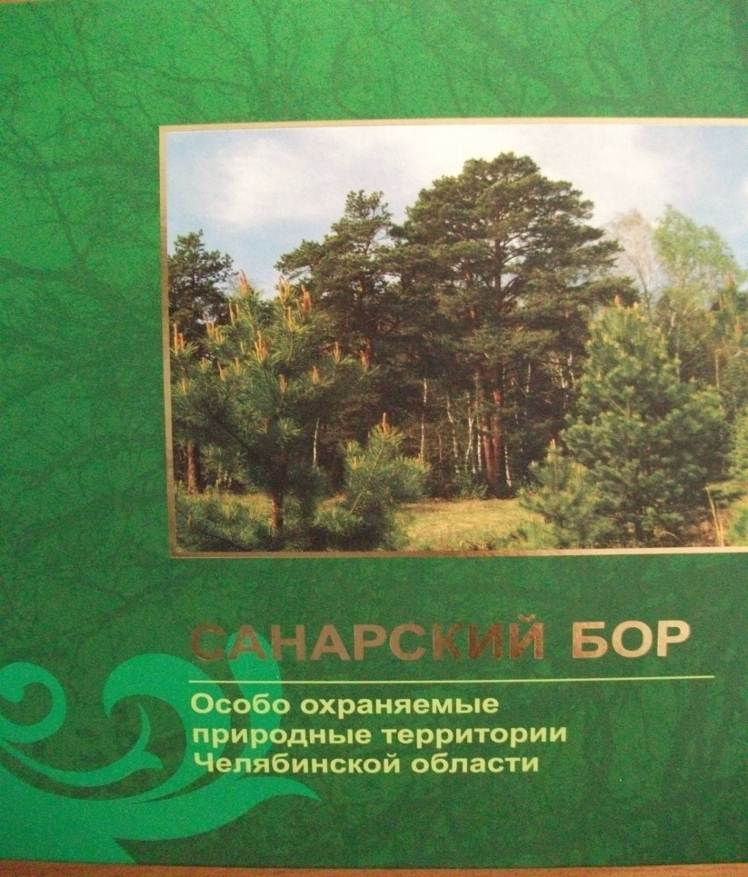 САНАРСКИЙ БОР
Особо охраняемые
природные территории
Челябинской области